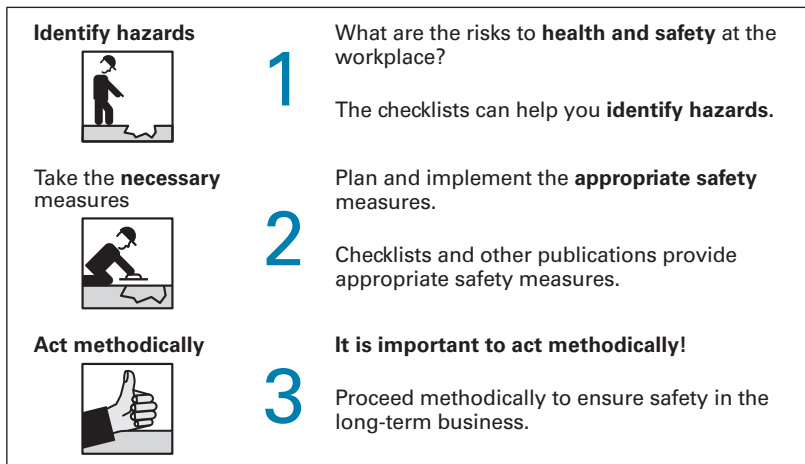 Identify hazards
1
What are the risks to health and safety at the
workplace?
The checklists can help you identify hazards.
Take the necessary
measures
2
Plan and implement the appropriate safety
measures.
Checklists and other publications provide
appropriate safety measures.
Act methodically
3
It is important to act methodically!
Proceed methodically to ensure safety in the
long-term business.